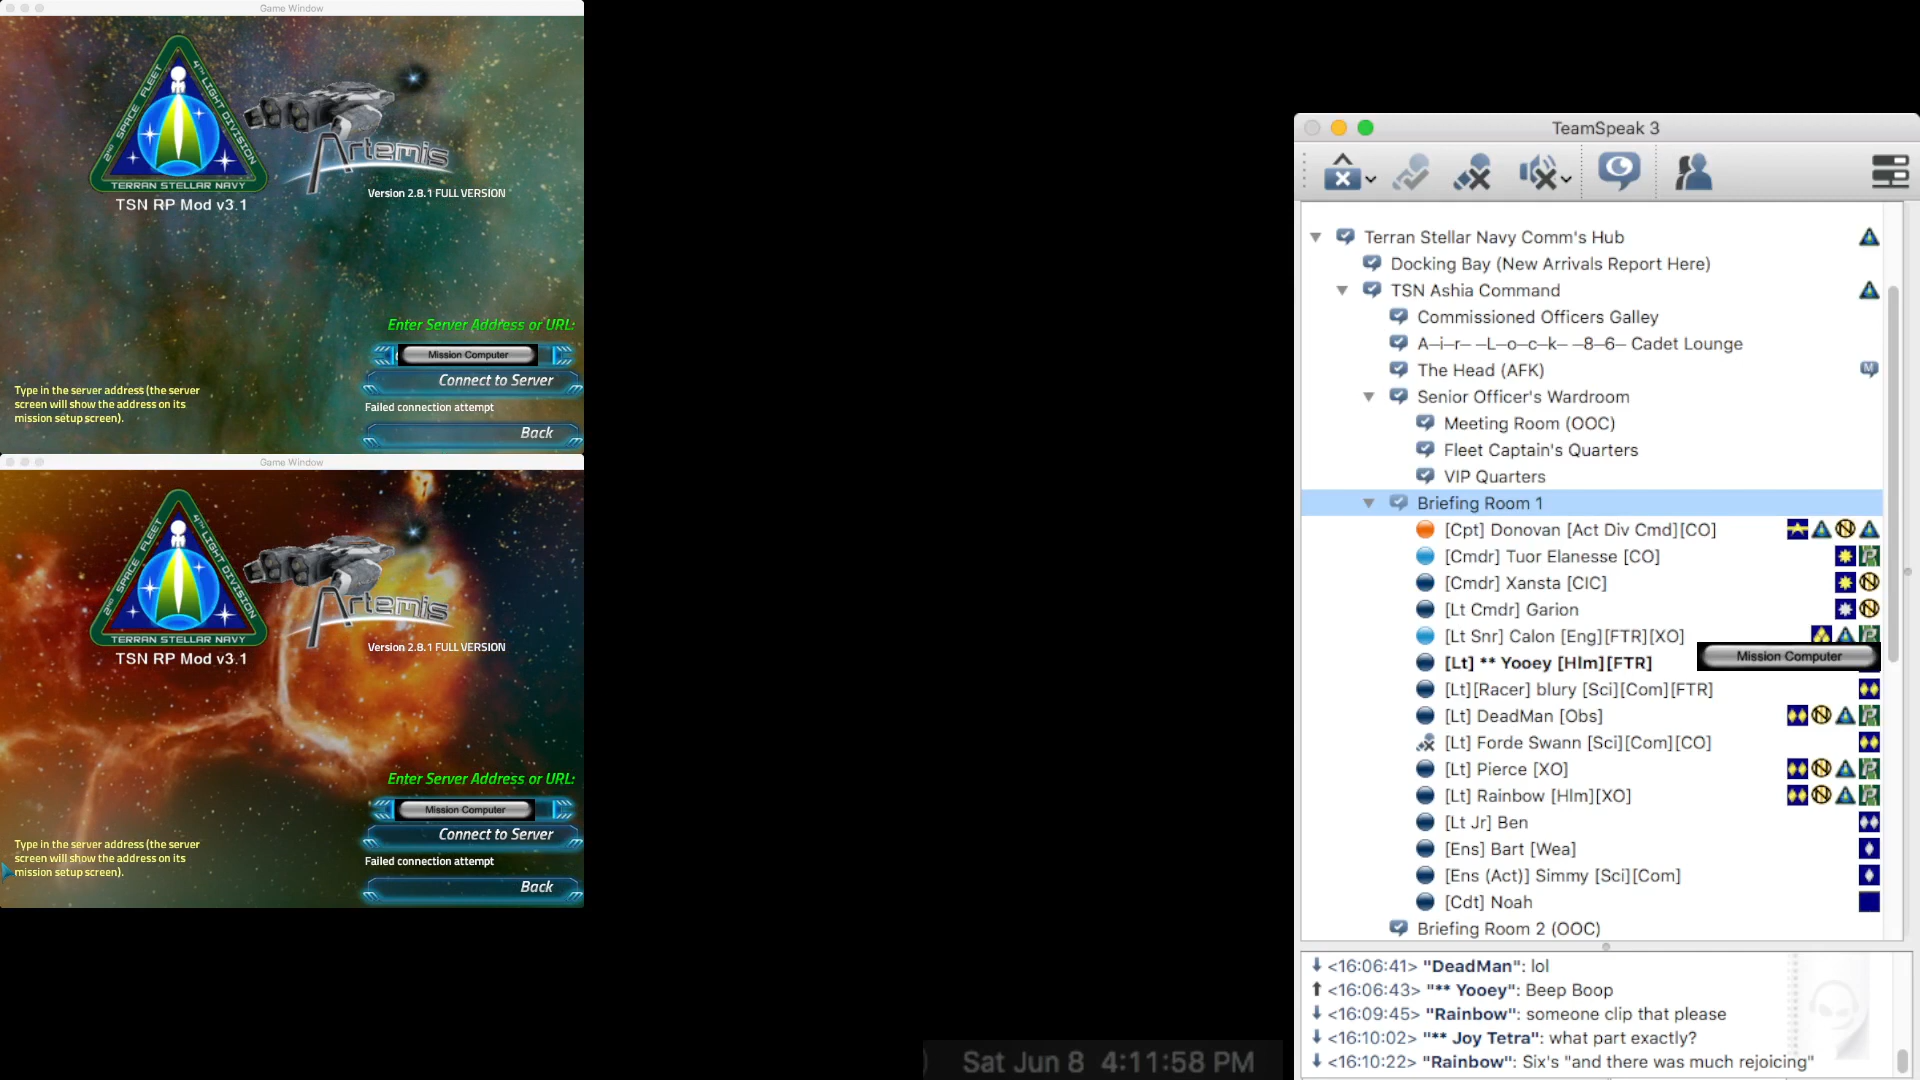 Game Window
2ND SPACE FLEET
4TH LIGHT DIVISION
TERRAN STELLAR NAVY
TSN RP Mod v3.1
Artemis
Version 2.8.1 FULL VERSION
Enter Server Address or URL:
Mission Computer
Connect to Server
Failed connection attempt
Back
Type in the server address (the server
screen will show the address on its
mission setup screen).
Game Window
2ND SPACE FLEET
4TH LIGHT DIVISION
TERRAN STELLAR NAVY
TSN RP Mod v3.1
Artemis
Version 2.8.1 FULL VERSION
Enter Server Address or URL:
Mission Computer
Connect to Server
Failed connection attempt
Back
Type in the server address (the server
screen will show the address on its
mission setup screen).
Sat Jun 8 4:11:58 PM
TeamSpeak 3
Terran Stellar Navy Comm's Hub
Docking Bay (New Arrivals Report Here)
TSN Ashia Command
Commissioned Officers Galley
A—i—r— —L—o—c—k— —8—6— Cadet Lounge
The Head (AFK)
M
Senior Officer's Wardroom
Meeting Room (OOC)
Fleet Captain's Quarters
VIP Quarters
Briefing Room 1
[Cpt] Donovan [Act Div Cmd][CO]
[Cmdr] Tuor Elanesse [CO]
[Cmdr] Xansta [CIC]
[Lt Cmdr] Garion
[Lt Snr] Calon [Eng][FTR][XO]
[Lt] ** Yooey [Hlm][FTR]
Mission Computer
[Lt][Racer] blury [Sci][Com][FTR]
[Lt] DeadMan [Obs]
[Lt] Forde Swann [Sci][Com][CO]
[Lt] Pierce [XO]
[Lt] Rainbow [Hlm][XO]
[Lt Jr] Ben
[Ens] Bart [Wea]
[Ens (Act)] Simmy [Sci][Com]
[Cdt] Noah
Briefing Room 2 (OOC)
<16:06:41> "DeadMan": lol
<16:06:43> "** Yooey": Beep Boop
<16:09:45> "Rainbow": someone clip that please
<16:10:02> "** Joy Tetra": what part exactly?
<16:10:22> "Rainbow": Six's "and there was much rejoicing"